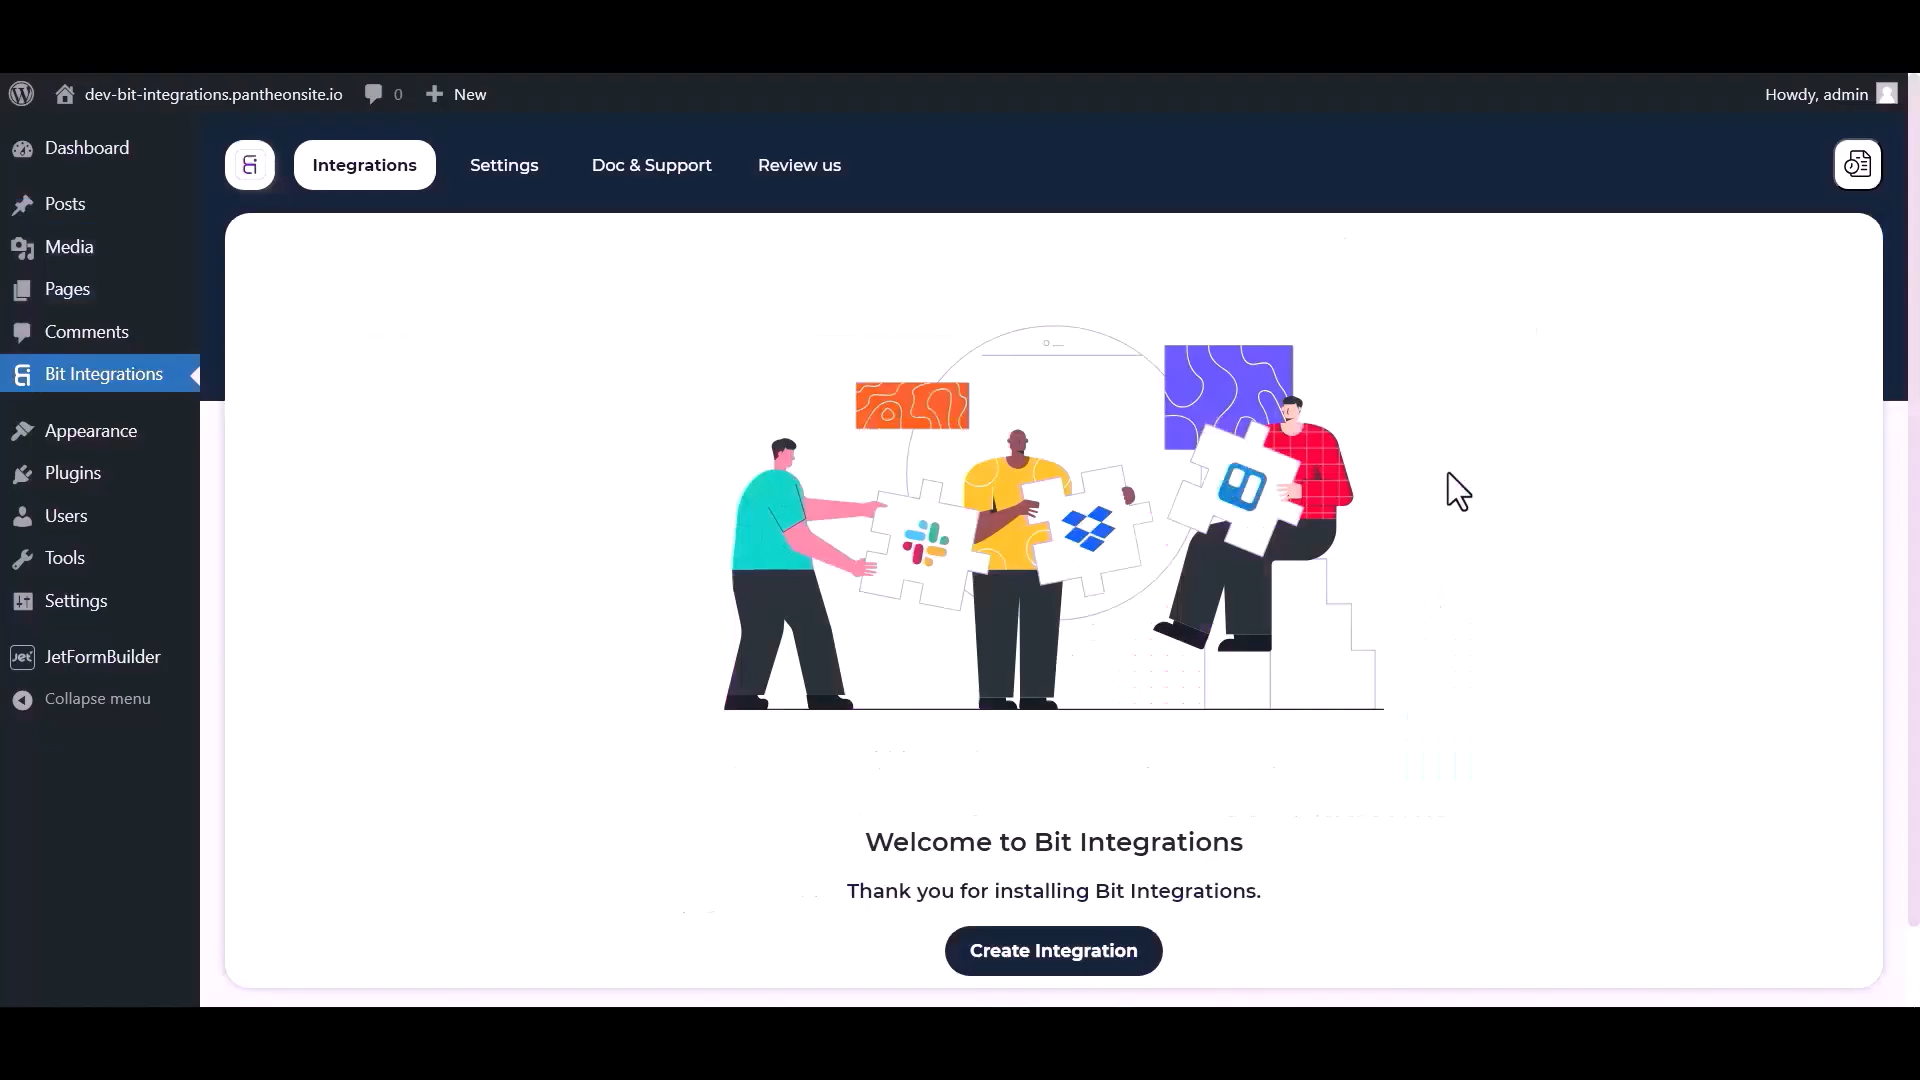 dev-bit-integrations.pantheonsite.io 0 New Howdy, admin
Dashboard
Posts
Media
Pages
Comments
Bit Integrations
Appearance
Plugins
Users
Tools
Settings
JetFormBuilder
Collapse menu
Integrations Settings Doc & Support Review us
Welcome to Bit Integrations
Thank you for installing Bit Integrations.
Create Integration